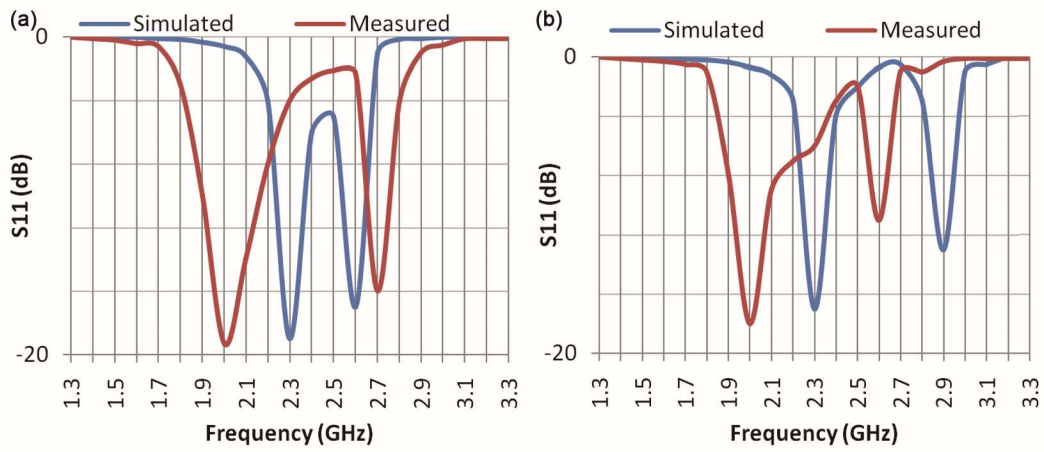 (a)
Simulated
Measured
0
-20
S11 (dB)
1.3 1.5 1.7 1.9 2.1 2.3 2.5 2.7 2.9 3.1 3.3
Frequency (GHz)
(b)
Simulated
Measured
0
-20
S11 (dB)
1.3 1.5 1.7 1.9 2.1 2.3 2.5 2.7 2.9 3.1 3.3
Frequency (GHz)